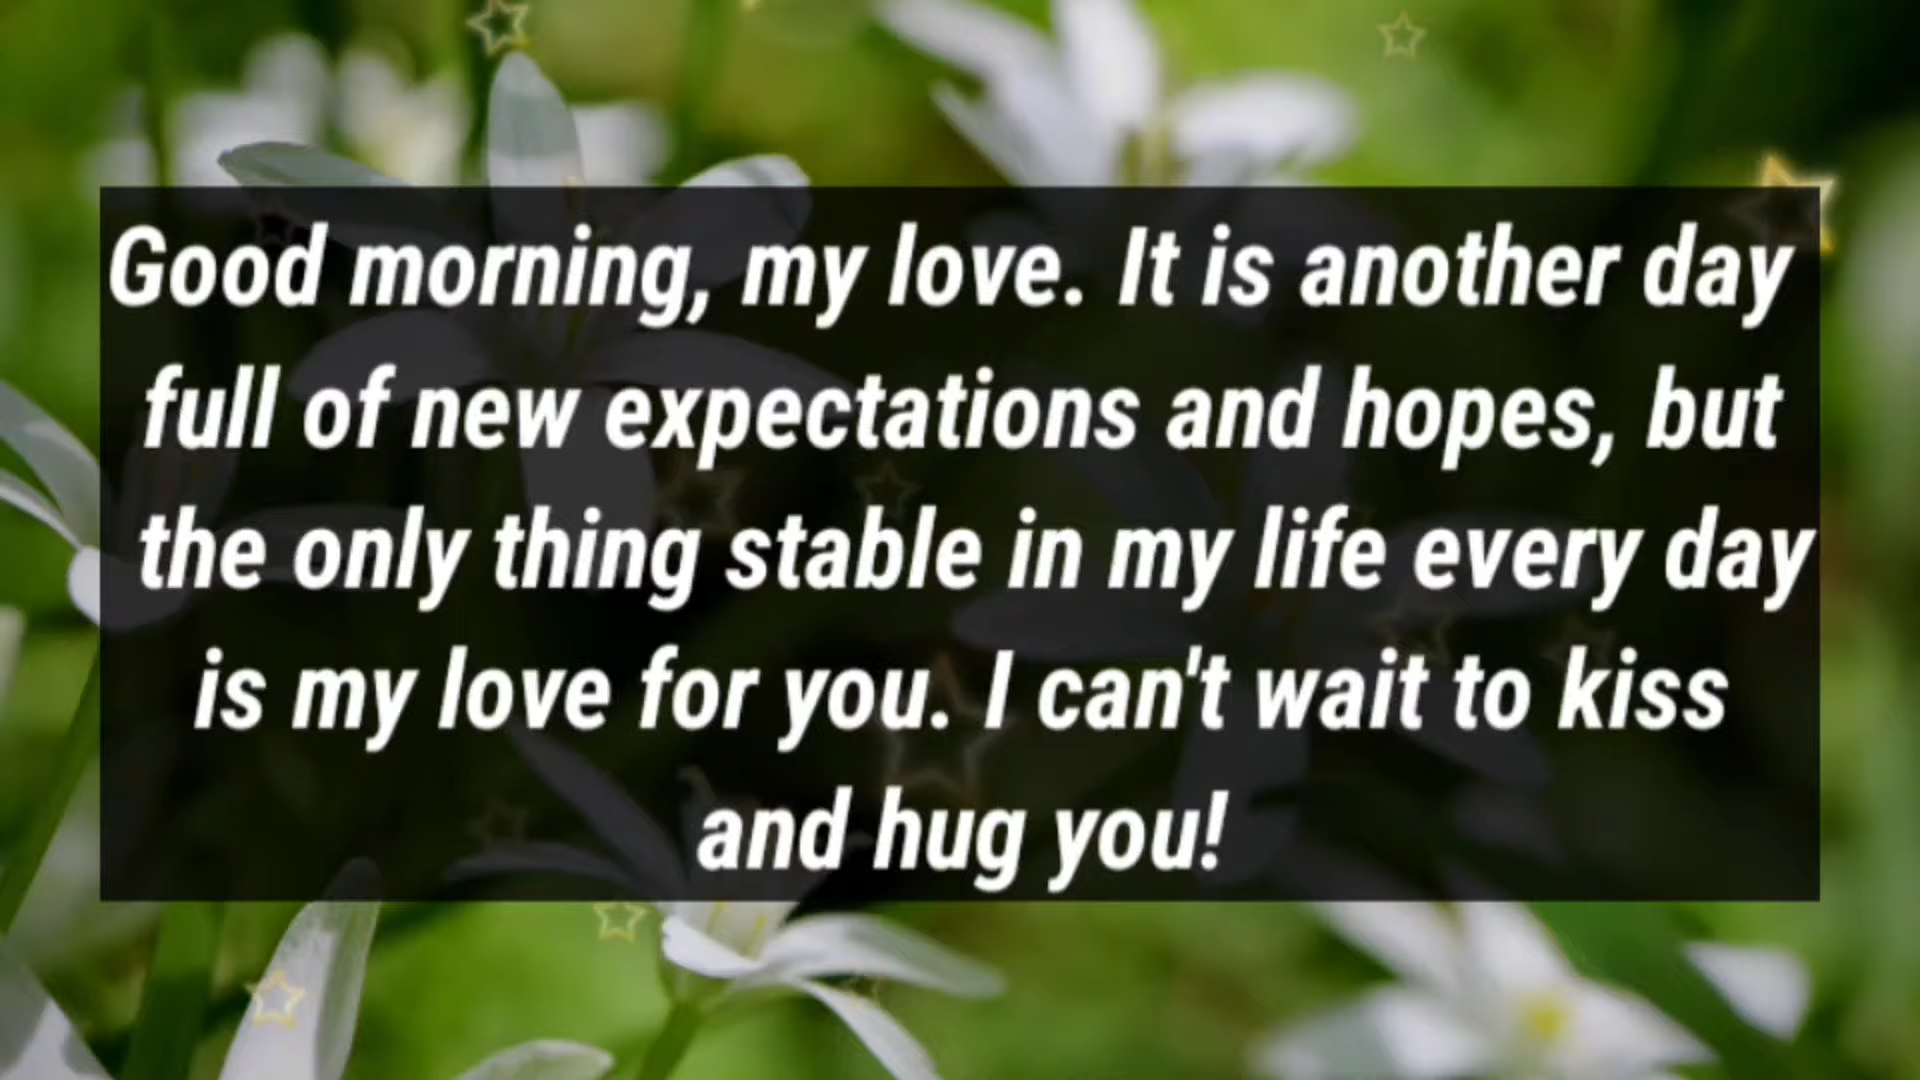 Good morning, my love. It is another day
full of new expectations and hopes, but
the only thing stable in my life every day
is my love for you. I can't wait to kiss
and hug you!